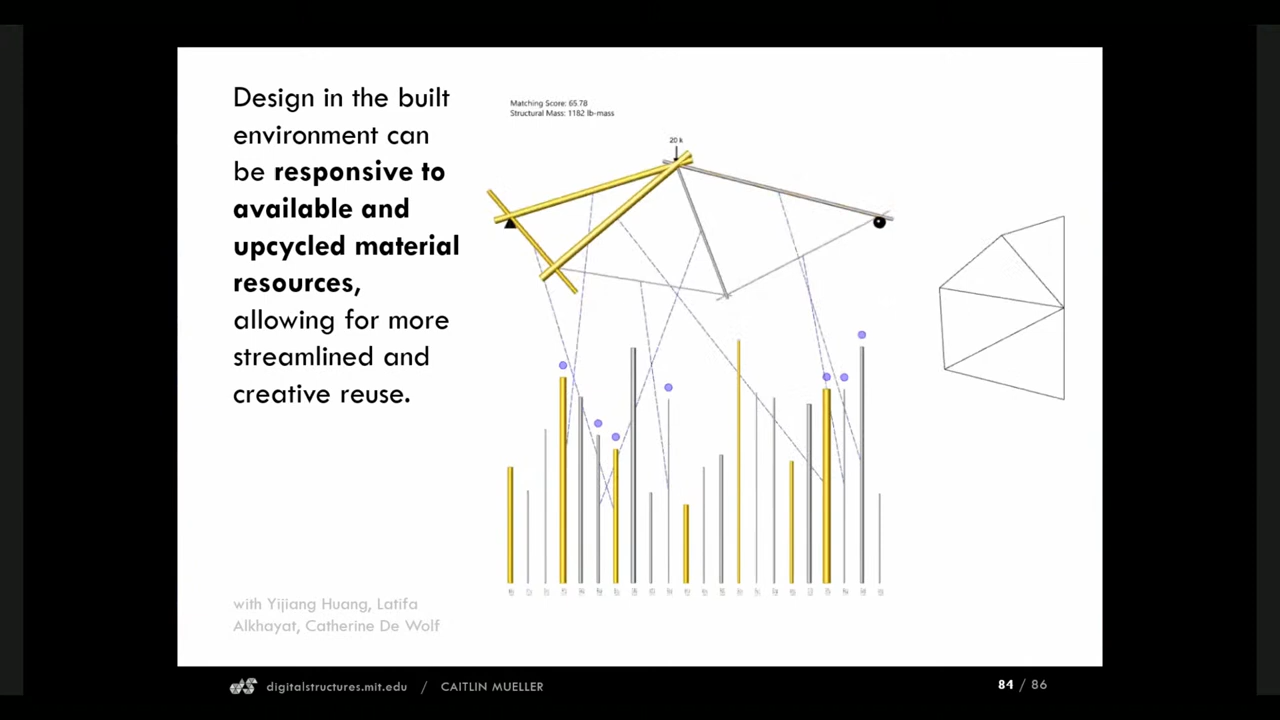 Design in the built
environment can
be responsive to
available and
upcycled material
resources,
allowing for more
streamlined and
creative reuse.
Matching Score: 65.78
Structural Mass: 1182 lb-mass
20 k
with Yijiang Huang, Latifa
Alkhayat, Catherine De Wolf
digitalstructures.mit.edu / CAITLIN MUELLER
84 / 86